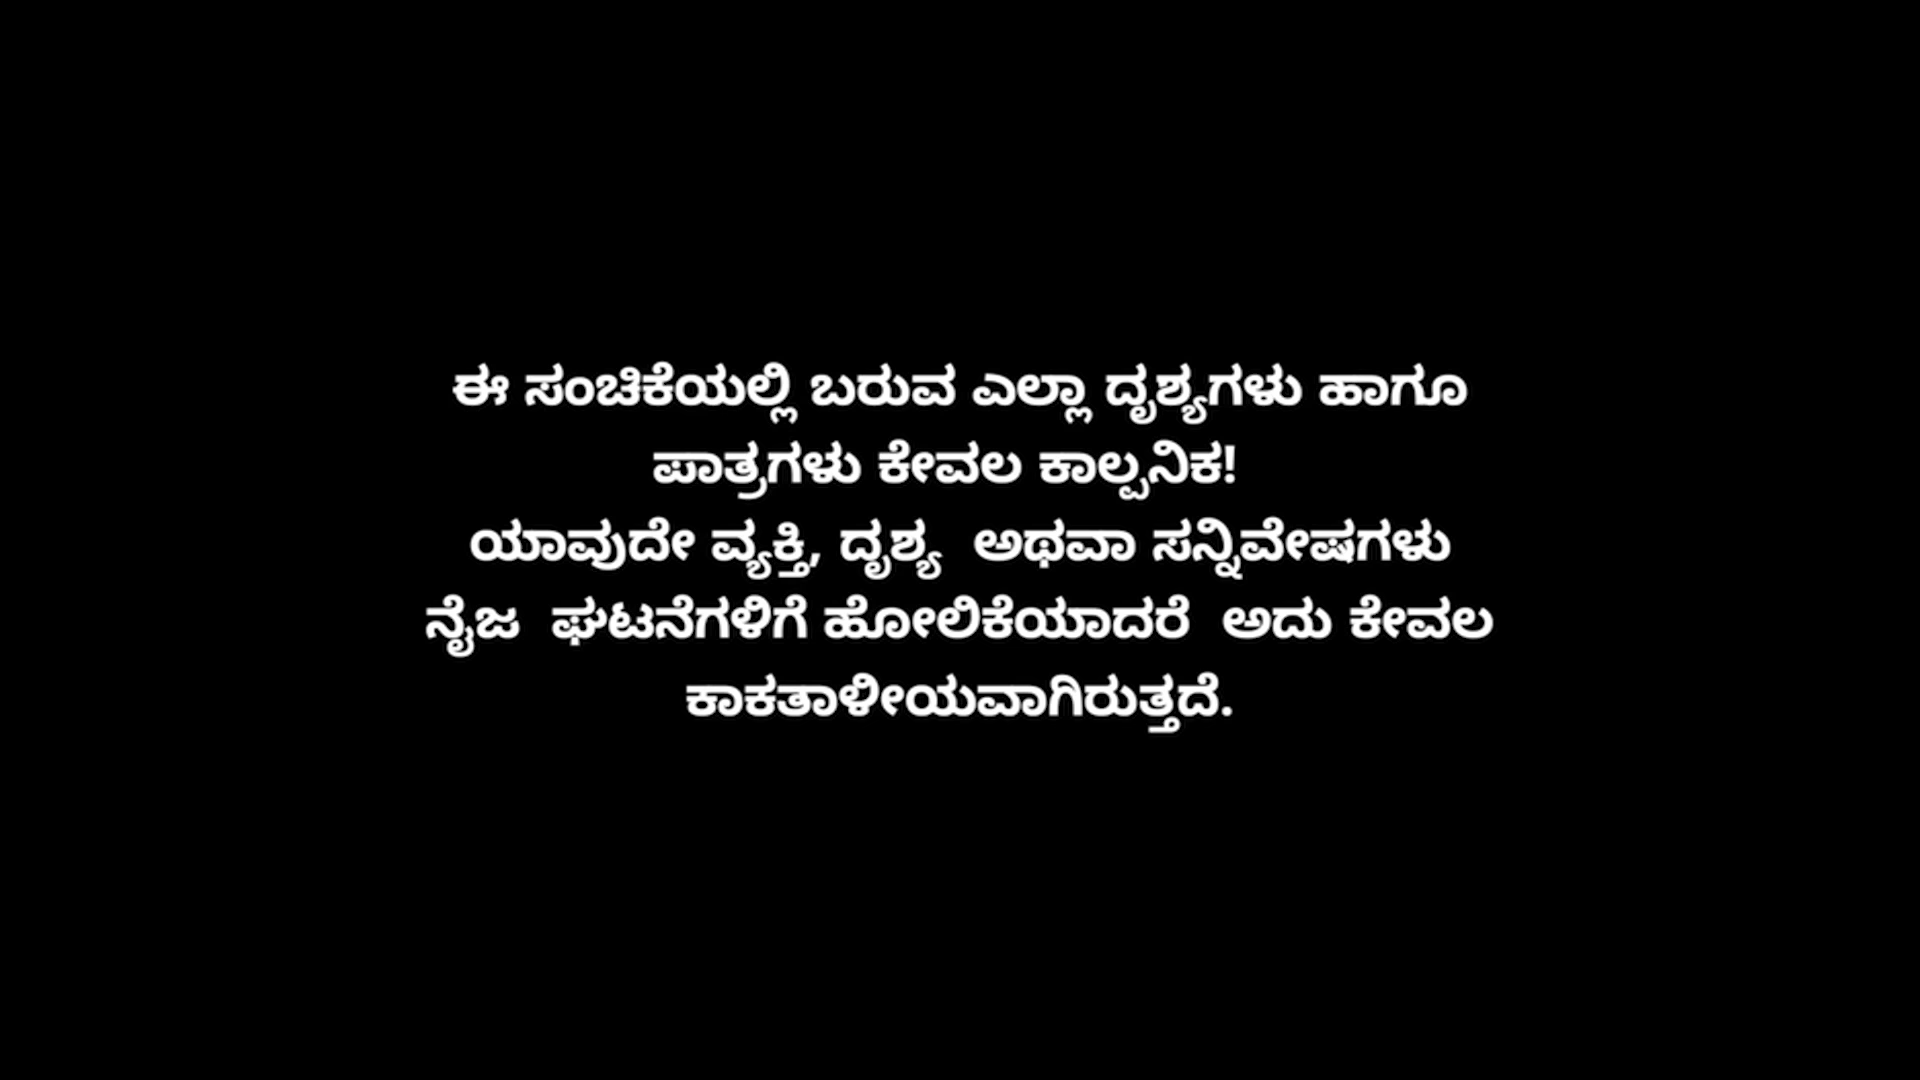 ಈ ಸಂಚಿಕೆಯಲ್ಲಿ ಬರುವ ಎಲ್ಲಾ ದೃಶ್ಯಗಳು ಹಾಗೂ
ಪಾತ್ರಗಳು ಕೇವಲ ಕಾಲ್ಪನಿಕ!
ಯಾವುದೇ ವ್ಯಕ್ತಿ, ದೃಶ್ಯ ಅಥವಾ ಸನ್ನಿವೇಷಗಳು
ನೈಜ ಘಟನೆಗಳಿಗೆ ಹೋಲಿಕೆಯಾದರೆ ಅದು ಕೇವಲ
ಕಾಕತಾಳೀಯವಾಗಿರುತ್ತದೆ.